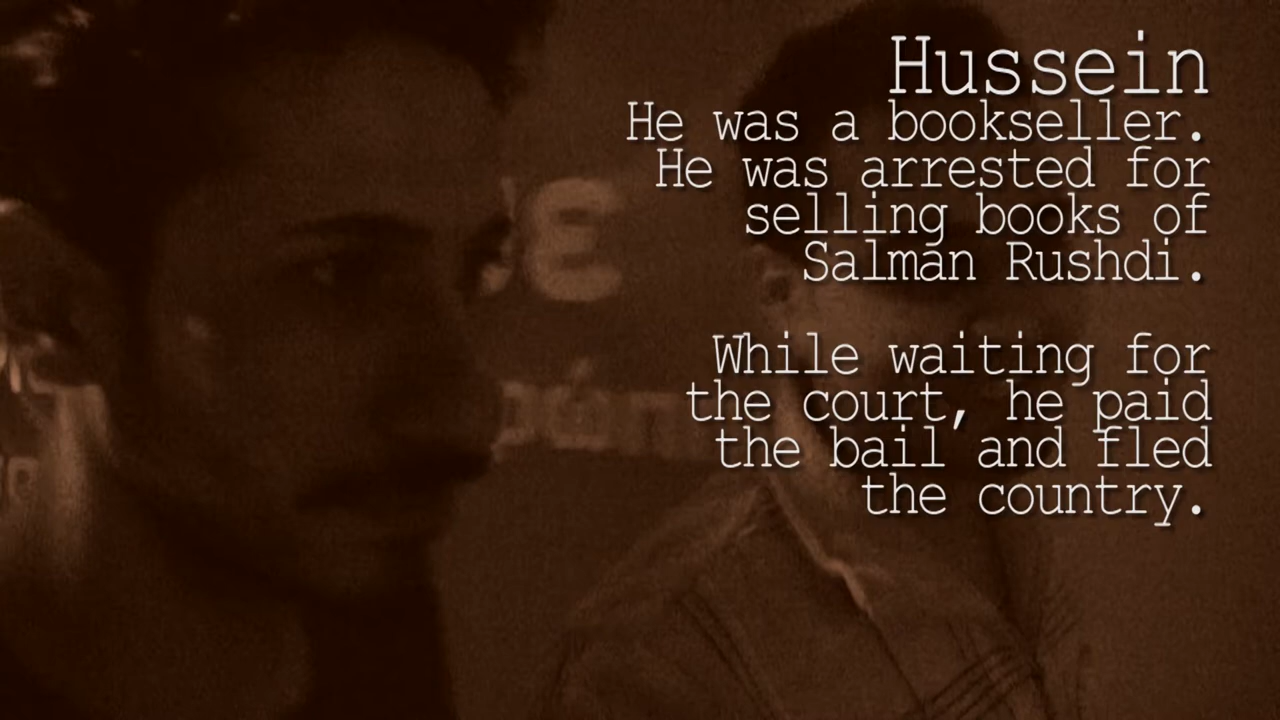 Hussein
He was a bookseller.
He was arrested for
selling books of
Salman Rushdi.
While waiting for
the court, he paid
the bail and fled
the country.